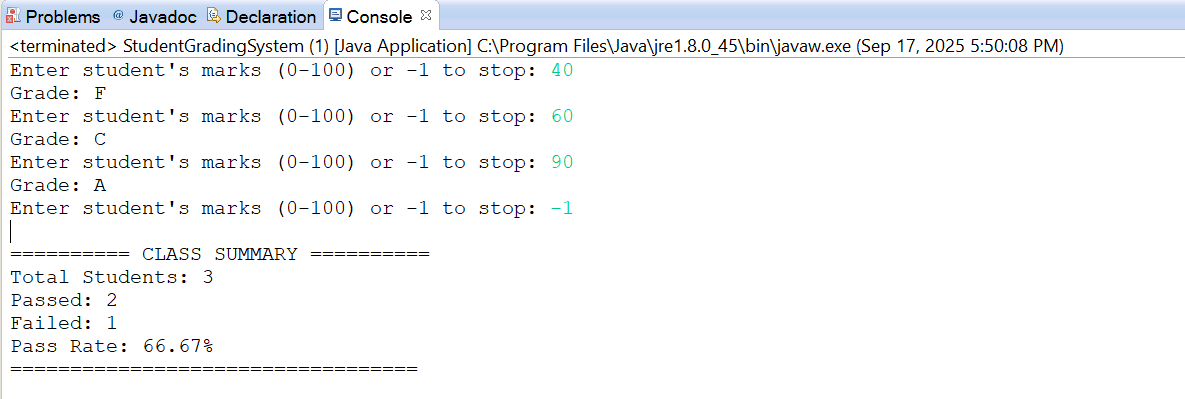 Problems @ Javadoc Declaration Console
<terminated> StudentGradingSystem (1) [Java Application] C:\Program Files\Java\jre1.8.0_45\bin\javaw.exe (Sep 17, 2025 5:50:08 PM)
Enter student's marks (0-100) or -1 to stop: 40
Grade: F
Enter student's marks (0-100) or -1 to stop: 60
Grade: C
Enter student's marks (0-100) or -1 to stop: 90
Grade: A
Enter student's marks (0-100) or -1 to stop: -1
========== CLASS SUMMARY ==========
Total Students: 3
Passed: 2
Failed: 1
Pass Rate: 66.67%
==================================